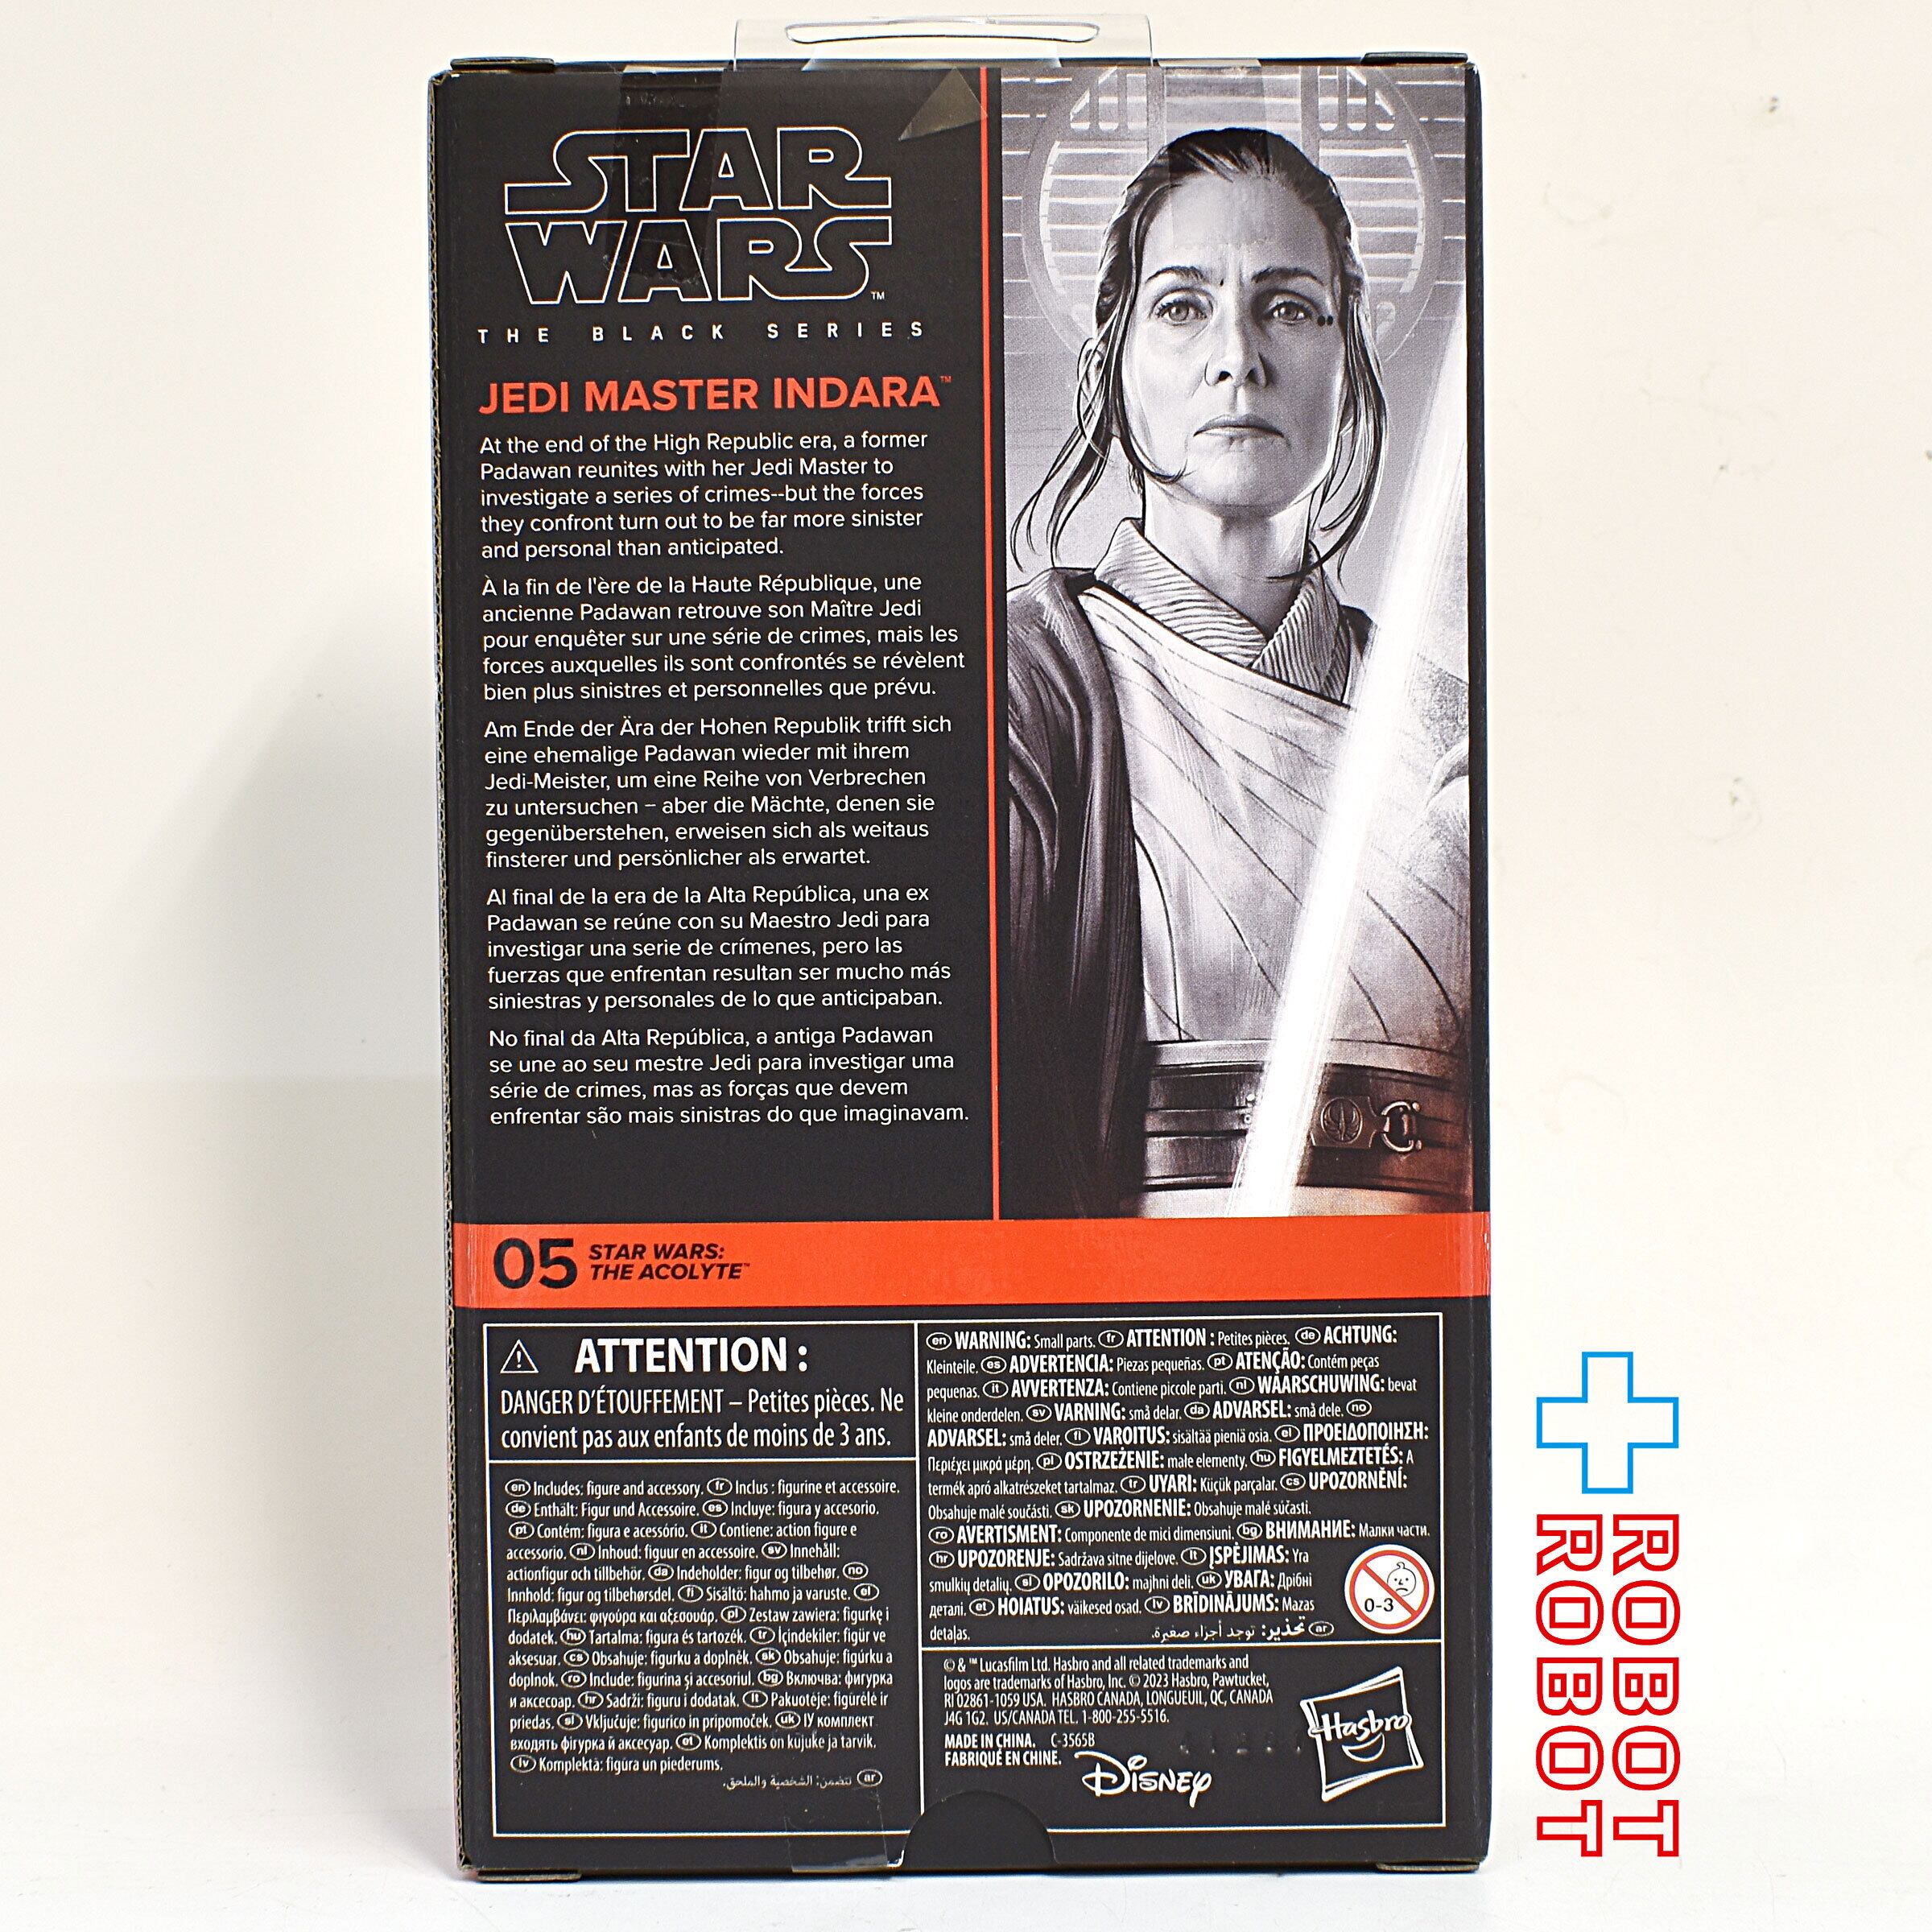 STAR
WARS™
THE BLACK SERIES
JEDI MASTER INDARA™
At the end of the High Republic era, a former
Padawan reunites with her Jedi Master to
investigate a series of crimes--but the forces
they confront turn out to be far more sinister
and personal than anticipated.
À la fin de l'ère de la Haute République, une
ancienne Padawan retrouve son Maître Jedi
pour enquêter sur une série de crimes, mais les
forces auxquelles ils sont confrontés se révèlent
bien plus sinistres et personnelles que prévu.
Am Ende der Ära der Hohen Republik trifft sich
eine ehemalige Padawan wieder mit ihrem
Jedi-Meister, um eine Reihe von Verbrechen
zu untersuchen – aber die Mächte, denen sie
gegenüberstehen, erweisen sich als weitaus
finsterer und persönlicher als erwartet.
Al final de la era de la Alta República, una ex
Padawan se reúne con su Maestro Jedi para
investigar una serie de crímenes, pero las
fuerzas que enfrentan resultan ser mucho más
siniestras y personales de lo que anticipaban.
No final da Alta República, a antiga Padawan
se une ao seu mestre Jedi para investigar uma
série de crimes, mas as forças que devem
enfrentar são mais sinistras do que imaginavam.
05 STAR WARS:
THE ACOLYTE™
ATTENTION :
DANGER D'ÉTOUFFEMENT – Petites pièces. Ne
convient pas aux enfants de moins de 3 ans.
en Includes: figure and accessory. fr Inclus : figurine et accessoire.
de Enthält: Figur und Accessoire. es Incluye: figura y accesorio.
pt Contém: figura e acessório. it Contiene: action figure e
accessorio. nl Inhoud: figuur en accessoire. sv Innehåll:
actionfigur och tillbehör. da Indeholder: figur og tilbehør. no
Innhold: figur og tilbehørsdel. fi Sisältö: hahmo ja varuste. el
Περιλαμβάνει: φιγούρα και αξεσουάρ. pl Zestaw zawiera: figurkę i
dodatek. hu Tartalma: figura és tartozék. tr İçindekiler: figür ve
aksesuar. cs Obsahuje: figurku a doplněk. sk Obsahuje: figúrku a
doplnok. ro Include: figurina și accesoriul. bg Включва: фигурка
и аксесоар. hr Sadrži: figuru i dodatak. lt Pakuotėje: figūrėlė ir
priedas. sl Vključuje: figurico in pripomoček. uk ІУ комплект
входять фігурка й аксесуар. et Komplektis on kujuke ja tarvik.
lv Komplektā: figūra un piederums.
ar تتضمن: الشخصية والملحق.
en WARNING: Small parts. fr ATTENTION : Petites pièces. de ACHTUNG:
Kleinteile. es ADVERTENCIA: Piezas pequeñas. pt ATENÇÃO: Contém peças
pequenas. it AVVERTENZA: Contiene piccole parti. nl WAARSCHUWING: bevat
kleine onderdelen. sv VARNING: små delar. da ADVARSEL: små dele. no
ADVARSEL: små deler. fi VAROITUS: sisältää pieniä osia. el ΠΡΟΕΙΔΟΠΟΙΗΣΗ:
Περιέχει μικρά μέρη. pl OSTRZEŻENIE: małe elementy. hu FIGYELMEZTETÉS: A
termék apró alkatrészeket tartalmaz. tr UYARI: Küçük parçalar. cs UPOZORNĚNÍ:
Obsahuje malé součásti. sk UPOZORNENIE: Obsahuje malé súčasti.
ro AVERTISMENT: Componente de mici dimensiuni. bg ВНИМАНИЕ: Малки части.
hr UPOZORENJE: Sadržava sitne dijelove. lt ĮSPĖJIMAS: Yra
smulkių detalių. sl OPOZORILO: majhni deli. uk УВАГА: Дрібні
деталі. et HOIATUS: väikesed osad. lv BRĪDINĀJUMS: Mazas
detaļas. ar تحذير: توجد أجزاء صغيرة.
0-3
© & ™ Lucasfilm Ltd. Hasbro and all related trademarks and
logos are trademarks of Hasbro, Inc. © 2023 Hasbro, Pawtucket,
RI 02861-1059 USA. HASBRO CANADA, LONGUEUIL, QC, CANADA
J4G 1G2. US/CANADA TEL. 1-800-255-5516.
MADE IN CHINA. C-3565B
FABRIQUÉ EN CHINE.
Disney
Hasbro
ROBOT
ROBOT